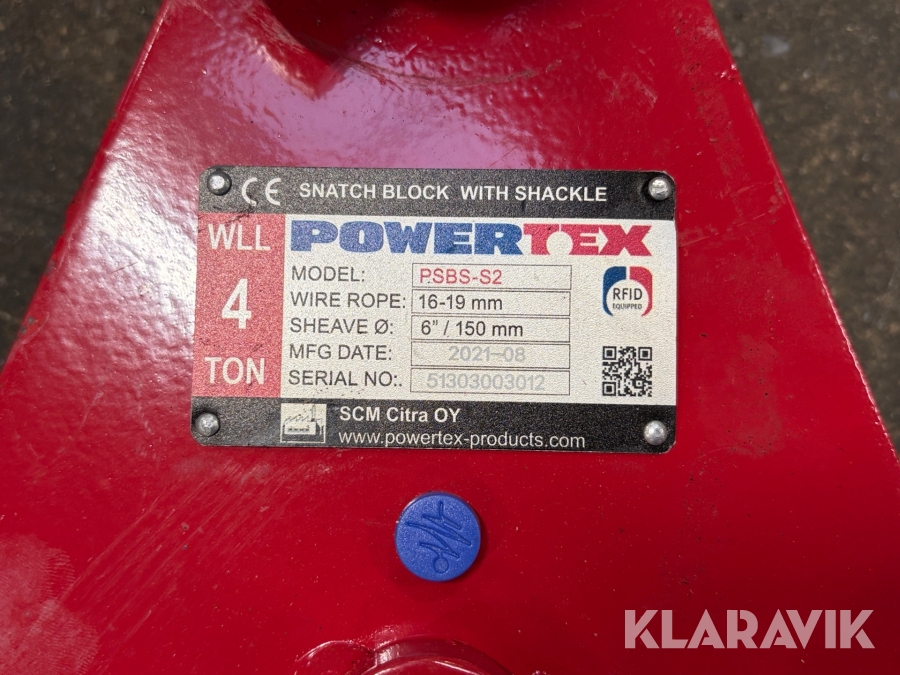 CE SNATCH BLOCK WITH SHACKLE
WLL 4 TON
POWERTEX
MODEL: PSBS-S2
WIRE ROPE: 16-19 mm
SHEAVE Ø: 6" / 150 mm
MFG DATE: 2021-08
SERIAL NO:. 51303003012
RFID
EQUIPPED
SCM Citra OY
www.powertex-products.com
KLARAVIK